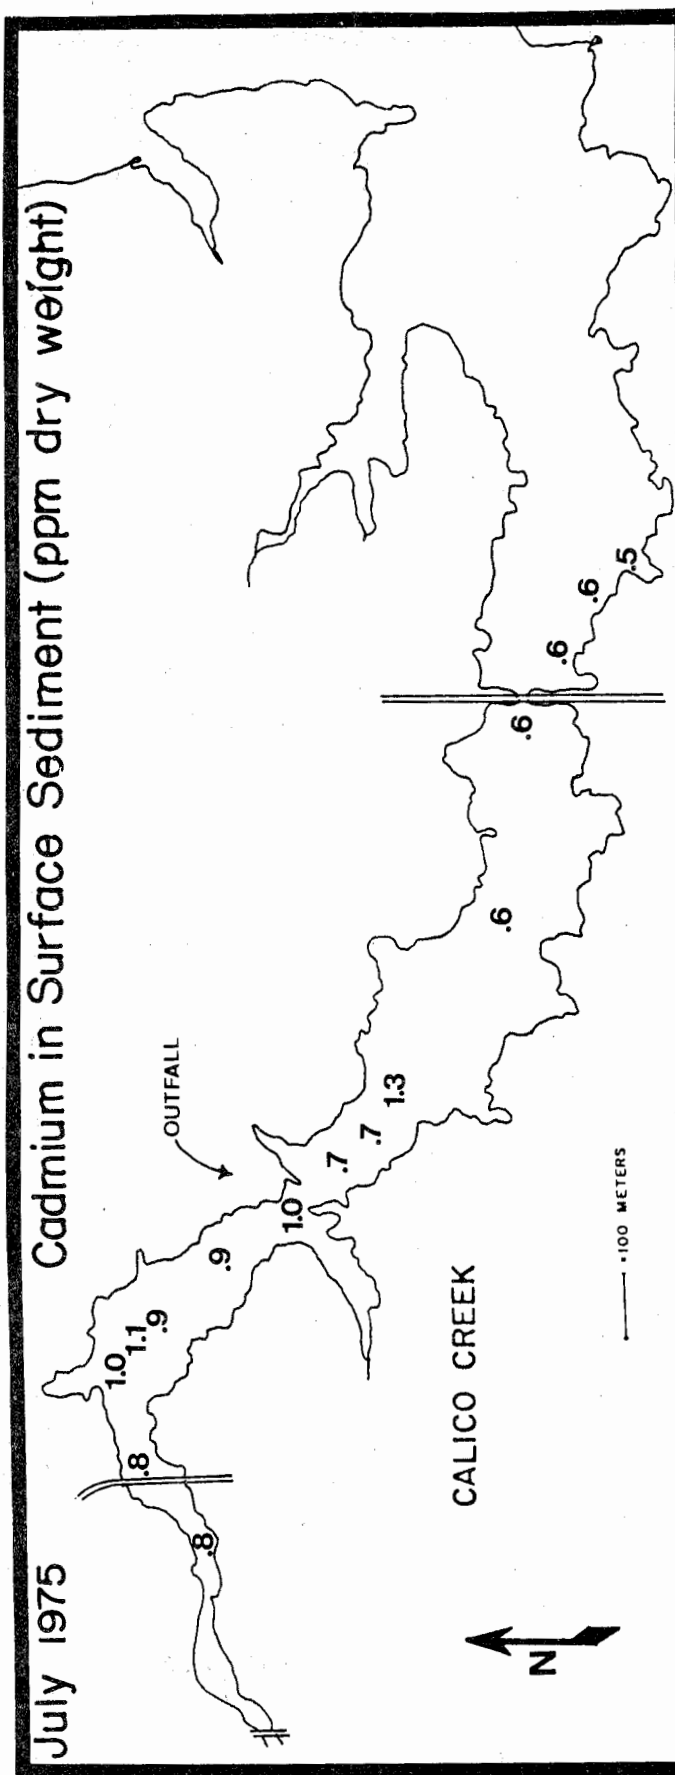 July 1975
Cadmium in Surface Sediment (ppm dry weight)
OUTFALL
.8
.8
1.0
1.1
.9
.9
1.0
.7
.7
1.3
.6
.6
.6
.6
.5
CALICO CREEK
100 METERS
N